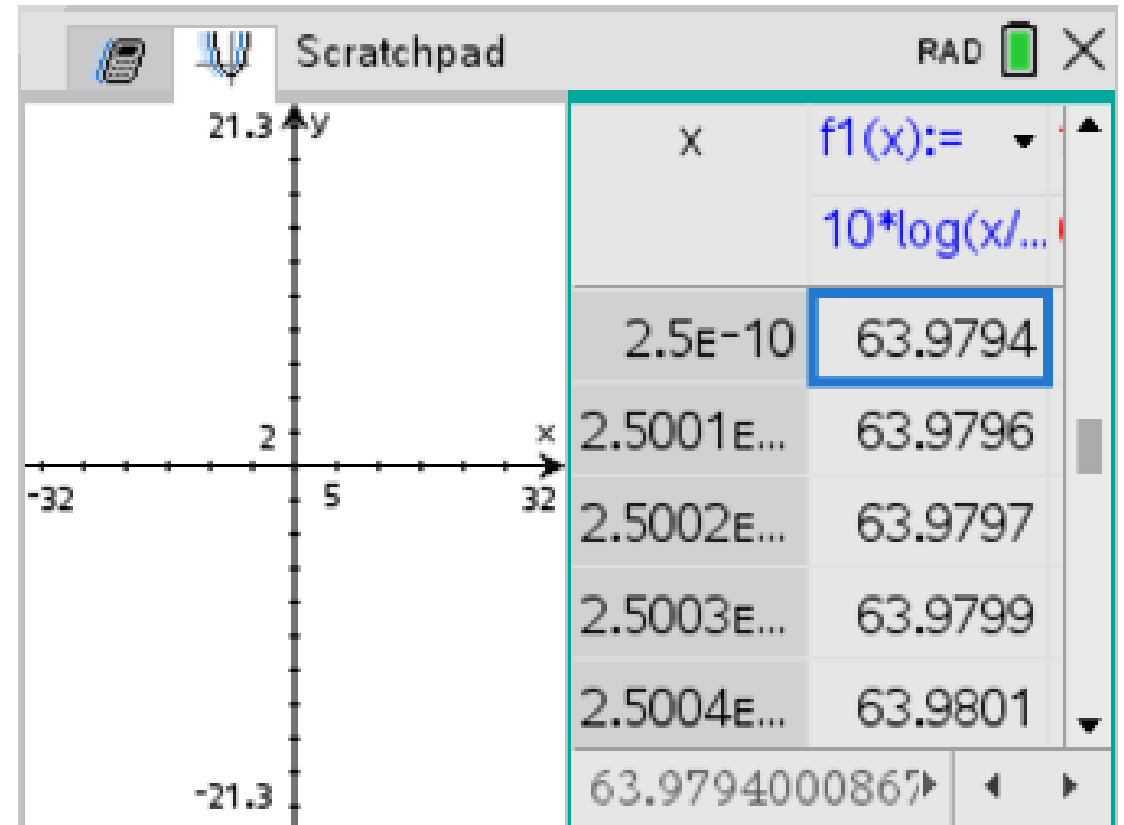 Scratchpad
RAD
21.3
y
2
x
-32
5
32
-21.3
x
f1(x):=
10*log(x/...
2.5E-10
63.9794
2.5001E...
63.9796
2.5002E...
63.9797
2.5003E...
63.9799
2.5004E...
63.9801
63.9794000867